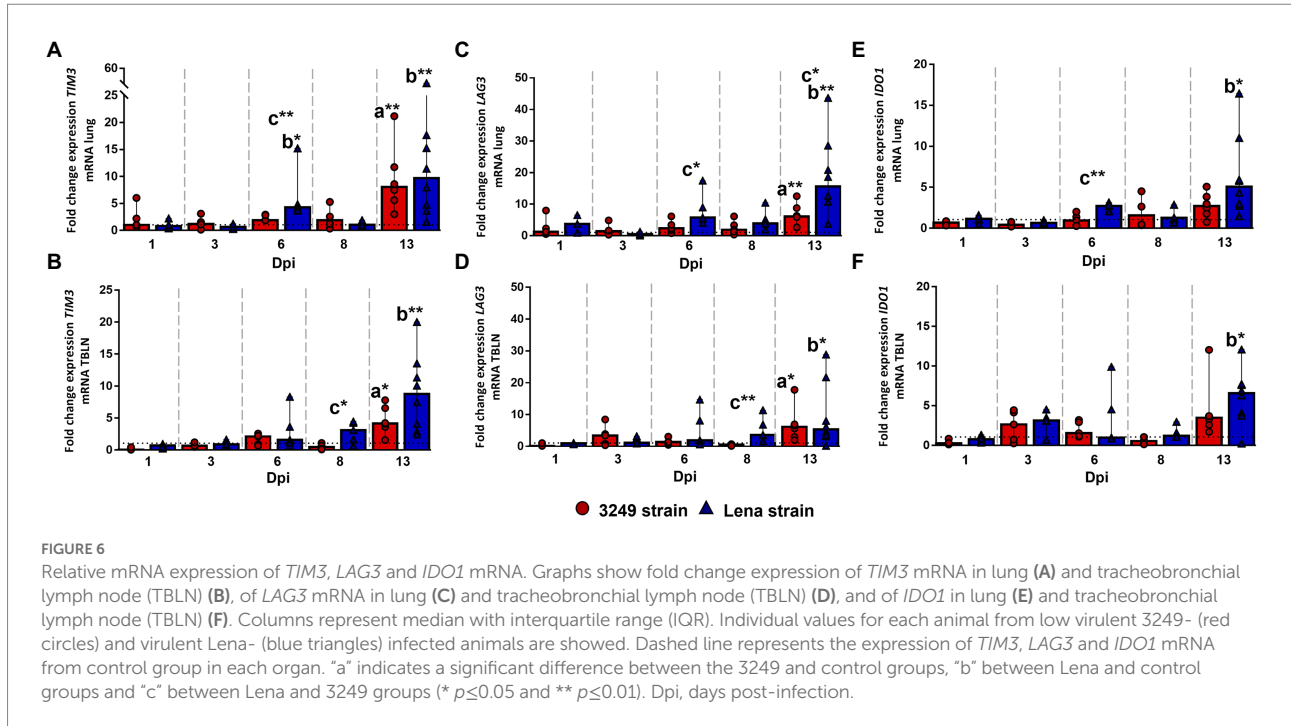 A
Fold change expression TIM3
mRNA lung
60
25
20
15
10
5
0
c**
b*
a**
b**
1 3 6 8 13
Dpi
C
Fold change expression LAG3
mRNA lung
50
40
30
20
10
0
c*
a**
c*
b**
1 3 6 8 13
Dpi
E
Fold change expression IDO1
mRNA lung
20
15
10
5
0
c**
b*
1 3 6 8 13
Dpi
B
Fold change expression TIM3
mRNA TBLN
25
20
15
10
5
0
c*
a*
b**
1 3 6 8 13
Dpi
D
Fold change expression LAG3
mRNA TBLN
50
40
30
20
10
0
c**
a*
b*
1 3 6 8 13
Dpi
F
Fold change expression IDO1
mRNA TBLN
20
15
10
5
0
b*
1 3 6 8 13
Dpi
3249 strain Lena strain
FIGURE 6
Relative mRNA expression of TIM3, LAG3 and IDO1 mRNA. Graphs show fold change expression of TIM3 mRNA in lung (A) and tracheobronchial
lymph node (TBLN) (B), of LAG3 mRNA in lung (C) and tracheobronchial lymph node (TBLN) (D), and of IDO1 in lung (E) and tracheobronchial
lymph node (TBLN) (F). Columns represent median with interquartile range (IQR). Individual values for each animal from low virulent 3249- (red
circles) and virulent Lena- (blue triangles) infected animals are showed. Dashed line represents the expression of TIM3, LAG3 and IDO1 mRNA
from control group in each organ. “a” indicates a significant difference between the 3249 and control groups, “b” between Lena and control
groups and “c” between Lena and 3249 groups (* p≤0.05 and ** p≤0.01). Dpi, days post-infection.